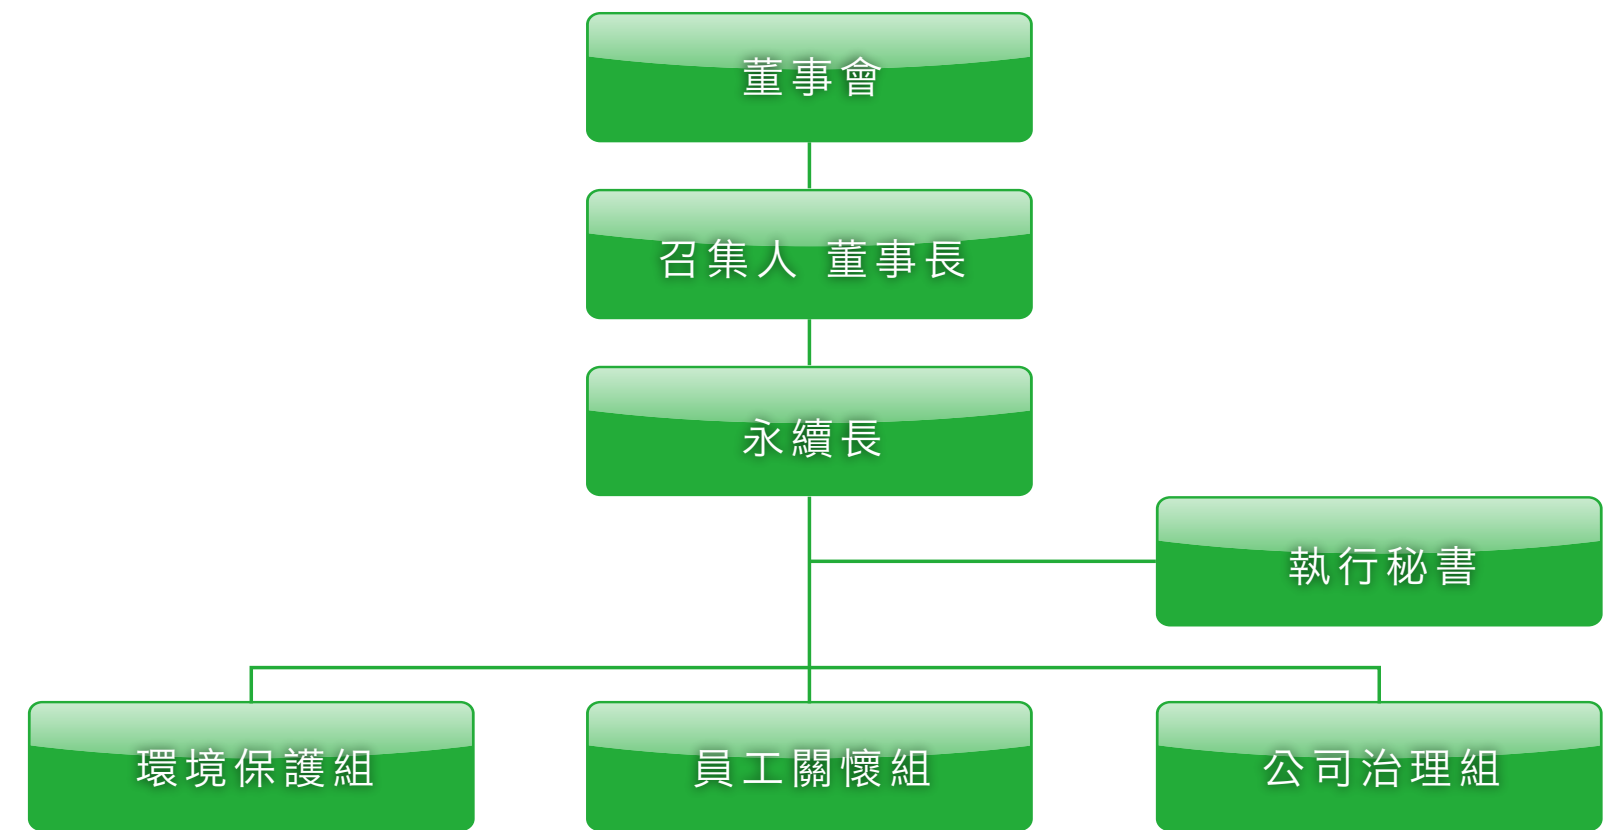 董事會
召集人 董事長
永續長
執行秘書
環境保護組
員工關懷組
公司治理組